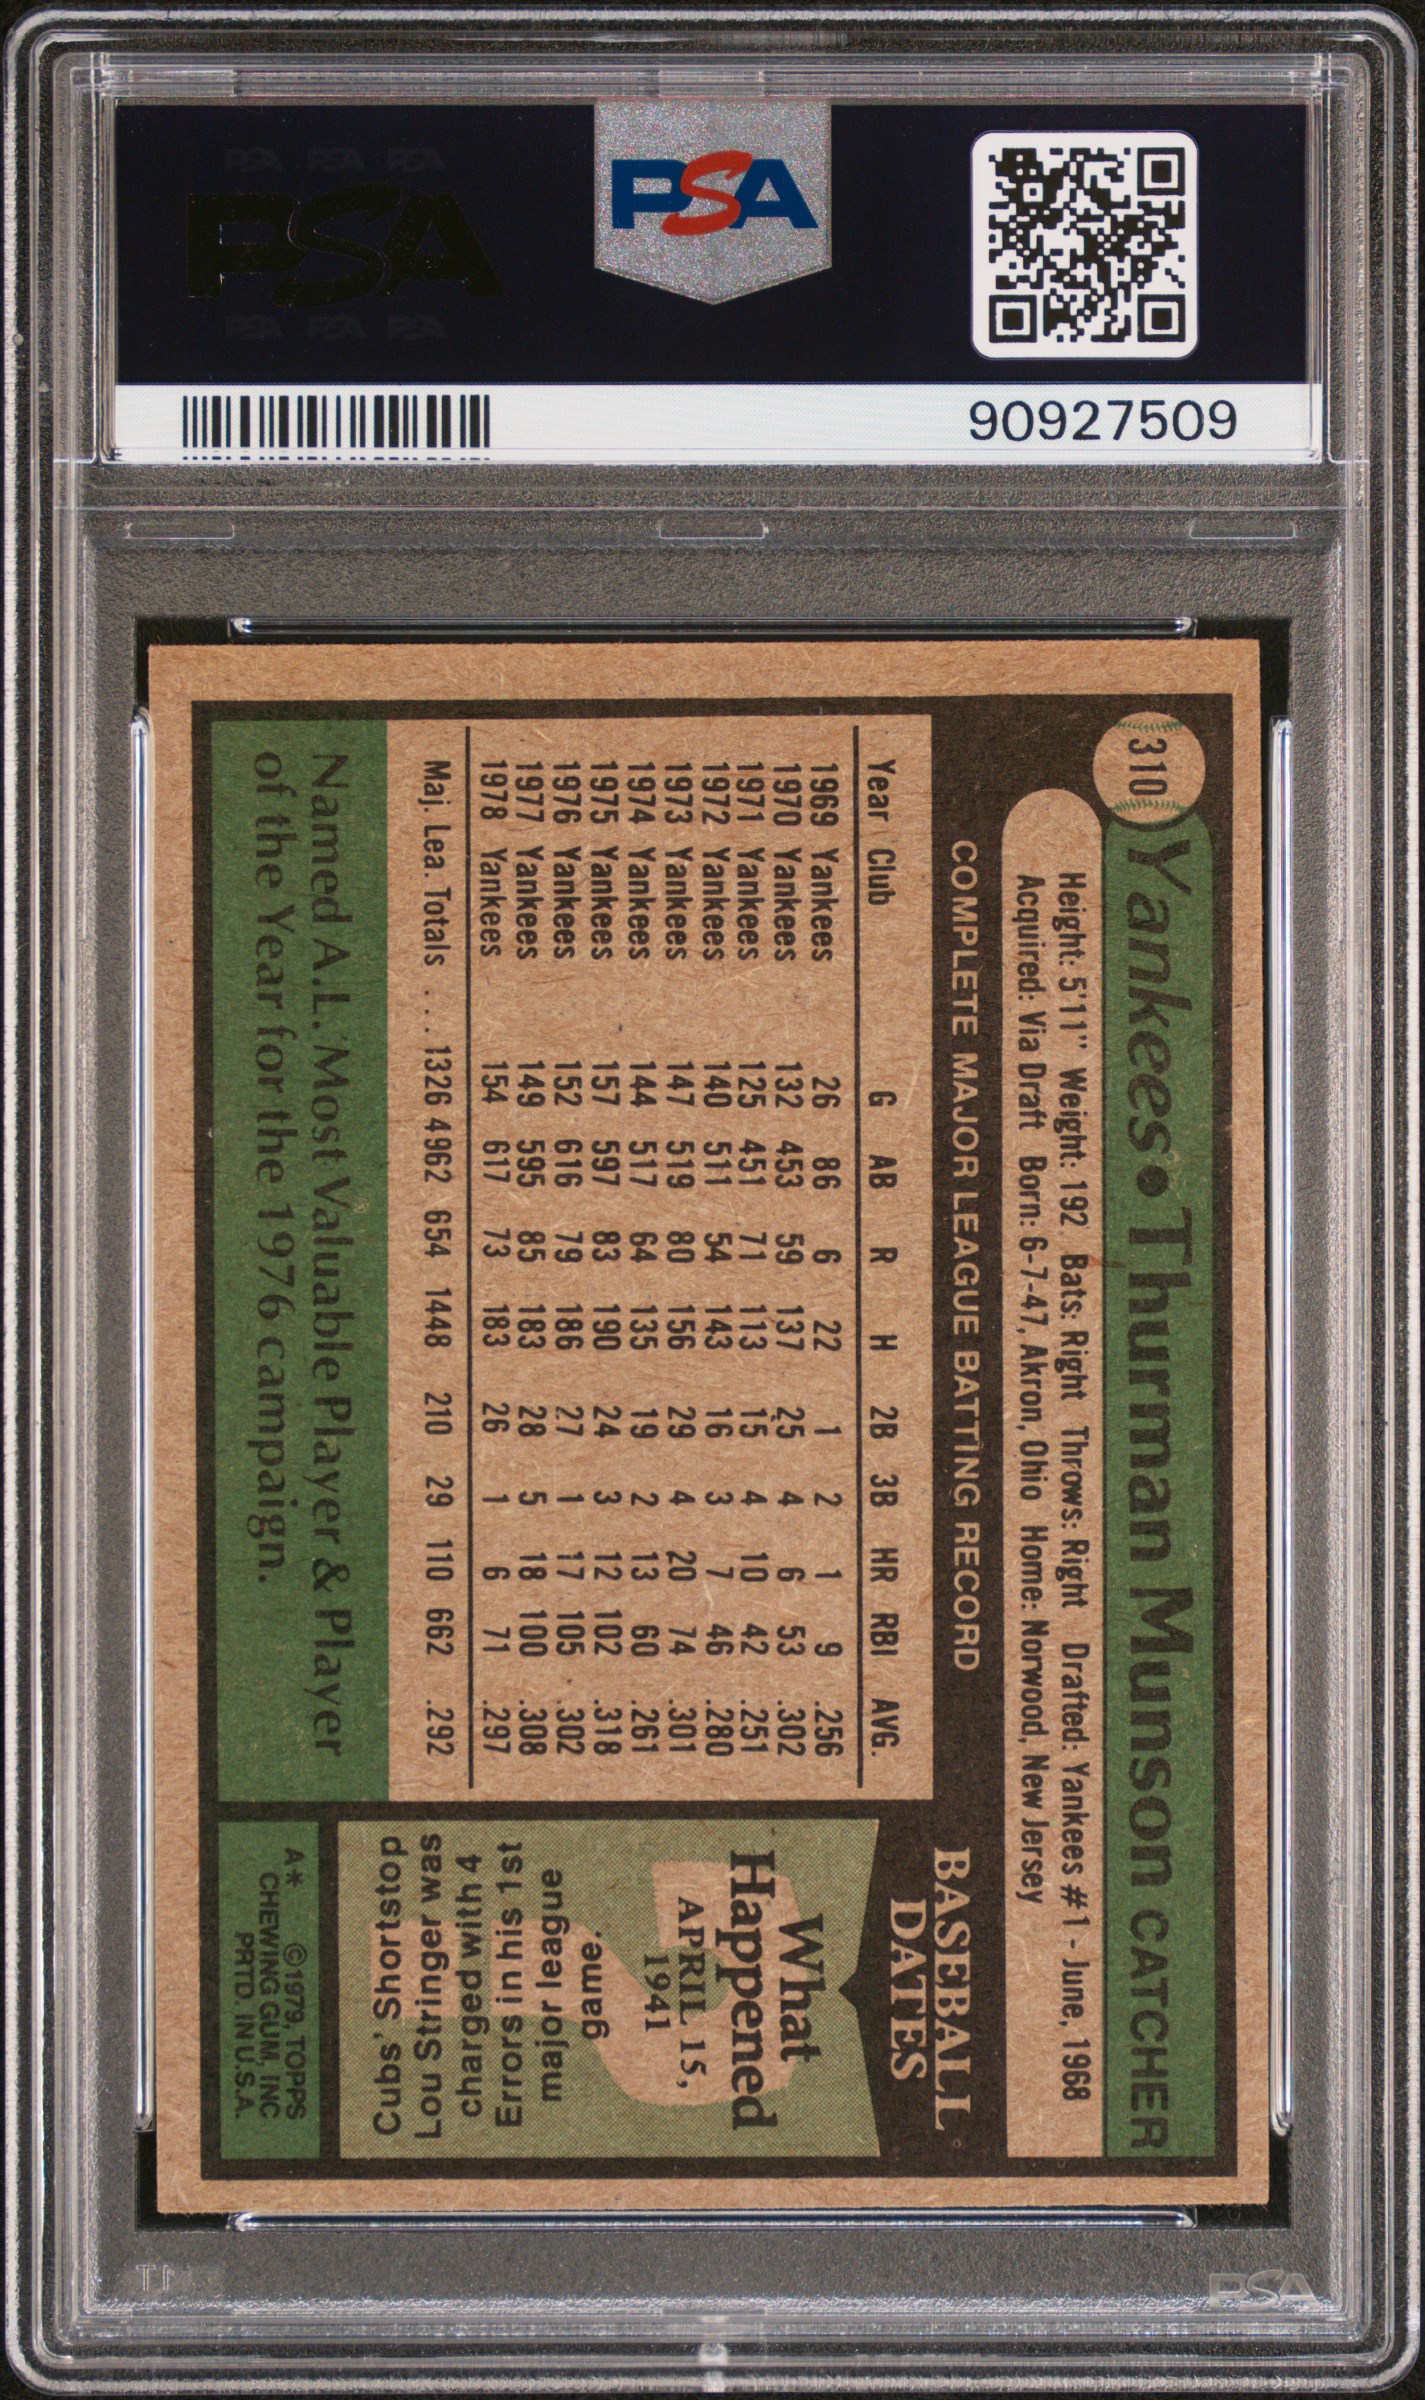 PSA PSA PSA
PSA
PSA PSA PSA
PSA
90927509
310
Yankees • Thurman Munson CATCHER
Height: 5'11" Weight: 192 Bats: Right Throws: Right Drafted: Yankees #1 - June, 1968
Acquired: Via Draft Born: 6-7-47, Akron, Ohio Home: Norwood, New Jersey
COMPLETE MAJOR LEAGUE BATTING RECORD
Year Club G AB R H 2B 3B HR RBI AVG.
1969 Yankees 26 86 6 22 1 2 1 9 .256
1970 Yankees 132 453 59 137 25 4 6 53 .302
1971 Yankees 125 451 71 113 15 4 10 42 .251
1972 Yankees 140 511 54 143 16 3 7 46 .280
1973 Yankees 147 519 80 156 29 4 20 74 .301
1974 Yankees 144 517 64 135 19 2 13 60 .261
1975 Yankees 157 597 83 190 24 3 12 102 .318
1976 Yankees 152 616 79 186 27 1 17 105 .302
1977 Yankees 149 595 85 183 28 5 18 100 .308
1978 Yankees 154 617 73 183 26 1 6 71 .297
Maj. Lea. Totals . . . 1326 4962 654 1448 210 29 110 662 .292
Named A.L. Most Valuable Player & Player
of the Year for the 1976 campaign.
BASEBALL
DATES
What
Happened
APRIL 15,
1941
Cubs' Shortstop
Lou Stringer was
charged with 4
Errors in his 1st
major league
game.
A* ©1979, TOPPS
CHEWING GUM, INC
PRTD. IN U.S.A.
PSA